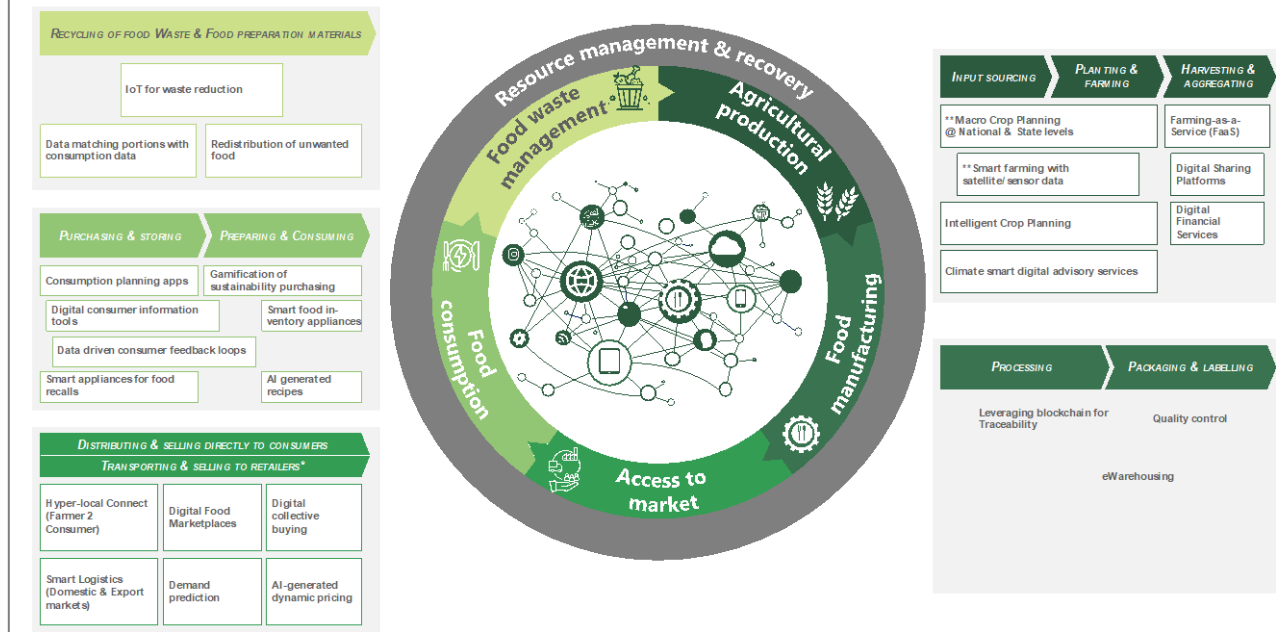 RECYCLING OF FOOD WASTE & FOOD PREPARATION MATERIALS
IoT for waste reduction
Data matching portions with
consumption data
Redistribution of unwanted
food
PURCHASING & STORING
PREPARING & CONSUMING
Consumption planning apps
Gamification of
sustainability purchasing
Digital consumer information
tools
Smart food in-
ventory appliances
Data driven consumer feedback loops
Smart appliances for food
recalls
AI generated
recipes
DISTRIBUTING & SELLING DIRECTLY TO CONSUMERS
TRANSPORTING & SELLING TO RETAILERS*
Hyper-local Connect
(Farmer 2
Consumer)
Digital Food
Marketplaces
Digital
collective
buying
Smart Logistics
(Domestic & Export
markets)
Demand
prediction
AI-generated
dynamic pricing
Resource management & recovery
Food waste
management
Agricultural
production
Food
manufacturing
Access to
market
Food
consumption
INPUT SOURCING
PLANTING &
FARMING
HARVESTING &
AGGREGATING
**Macro Crop Planning
@ National & State levels
Farming-as-a-
Service (FaaS)
**Smart farming with
satellite/ sensor data
Digital Sharing
Platforms
Intelligent Crop Planning
Digital
Financial
Services
Climate smart digital advisory services
PROCESSING
PACKAGING & LABELLING
Leveraging blockchain for
Traceability
Quality control
eWarehousing